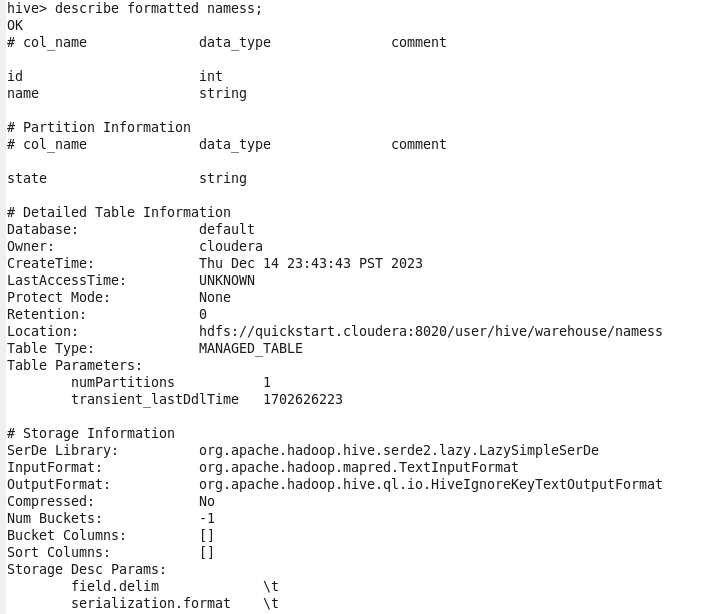 hive> describe formatted namess;
OK
# col_name data_type comment
id int
name string
# Partition Information
# col_name data_type comment
state string
# Detailed Table Information
Database: default
Owner: cloudera
CreateTime: Thu Dec 14 23:43:43 PST 2023
LastAccessTime: UNKNOWN
Protect Mode: None
Retention: 0
Location: hdfs://quickstart.cloudera:8020/user/hive/warehouse/namess
Table Type: MANAGED_TABLE
Table Parameters:
numPartitions 1
transient_lastDdlTime 1702626223
# Storage Information
SerDe Library: org.apache.hadoop.hive.serde2.lazy.LazySimpleSerDe
InputFormat: org.apache.hadoop.mapred.TextInputFormat
OutputFormat: org.apache.hadoop.hive.ql.io.HiveIgnoreKeyTextOutputFormat
Compressed: No
Num Buckets: -1
Bucket Columns: []
Sort Columns: []
Storage Desc Params:
field.delim \t
serialization.format \t